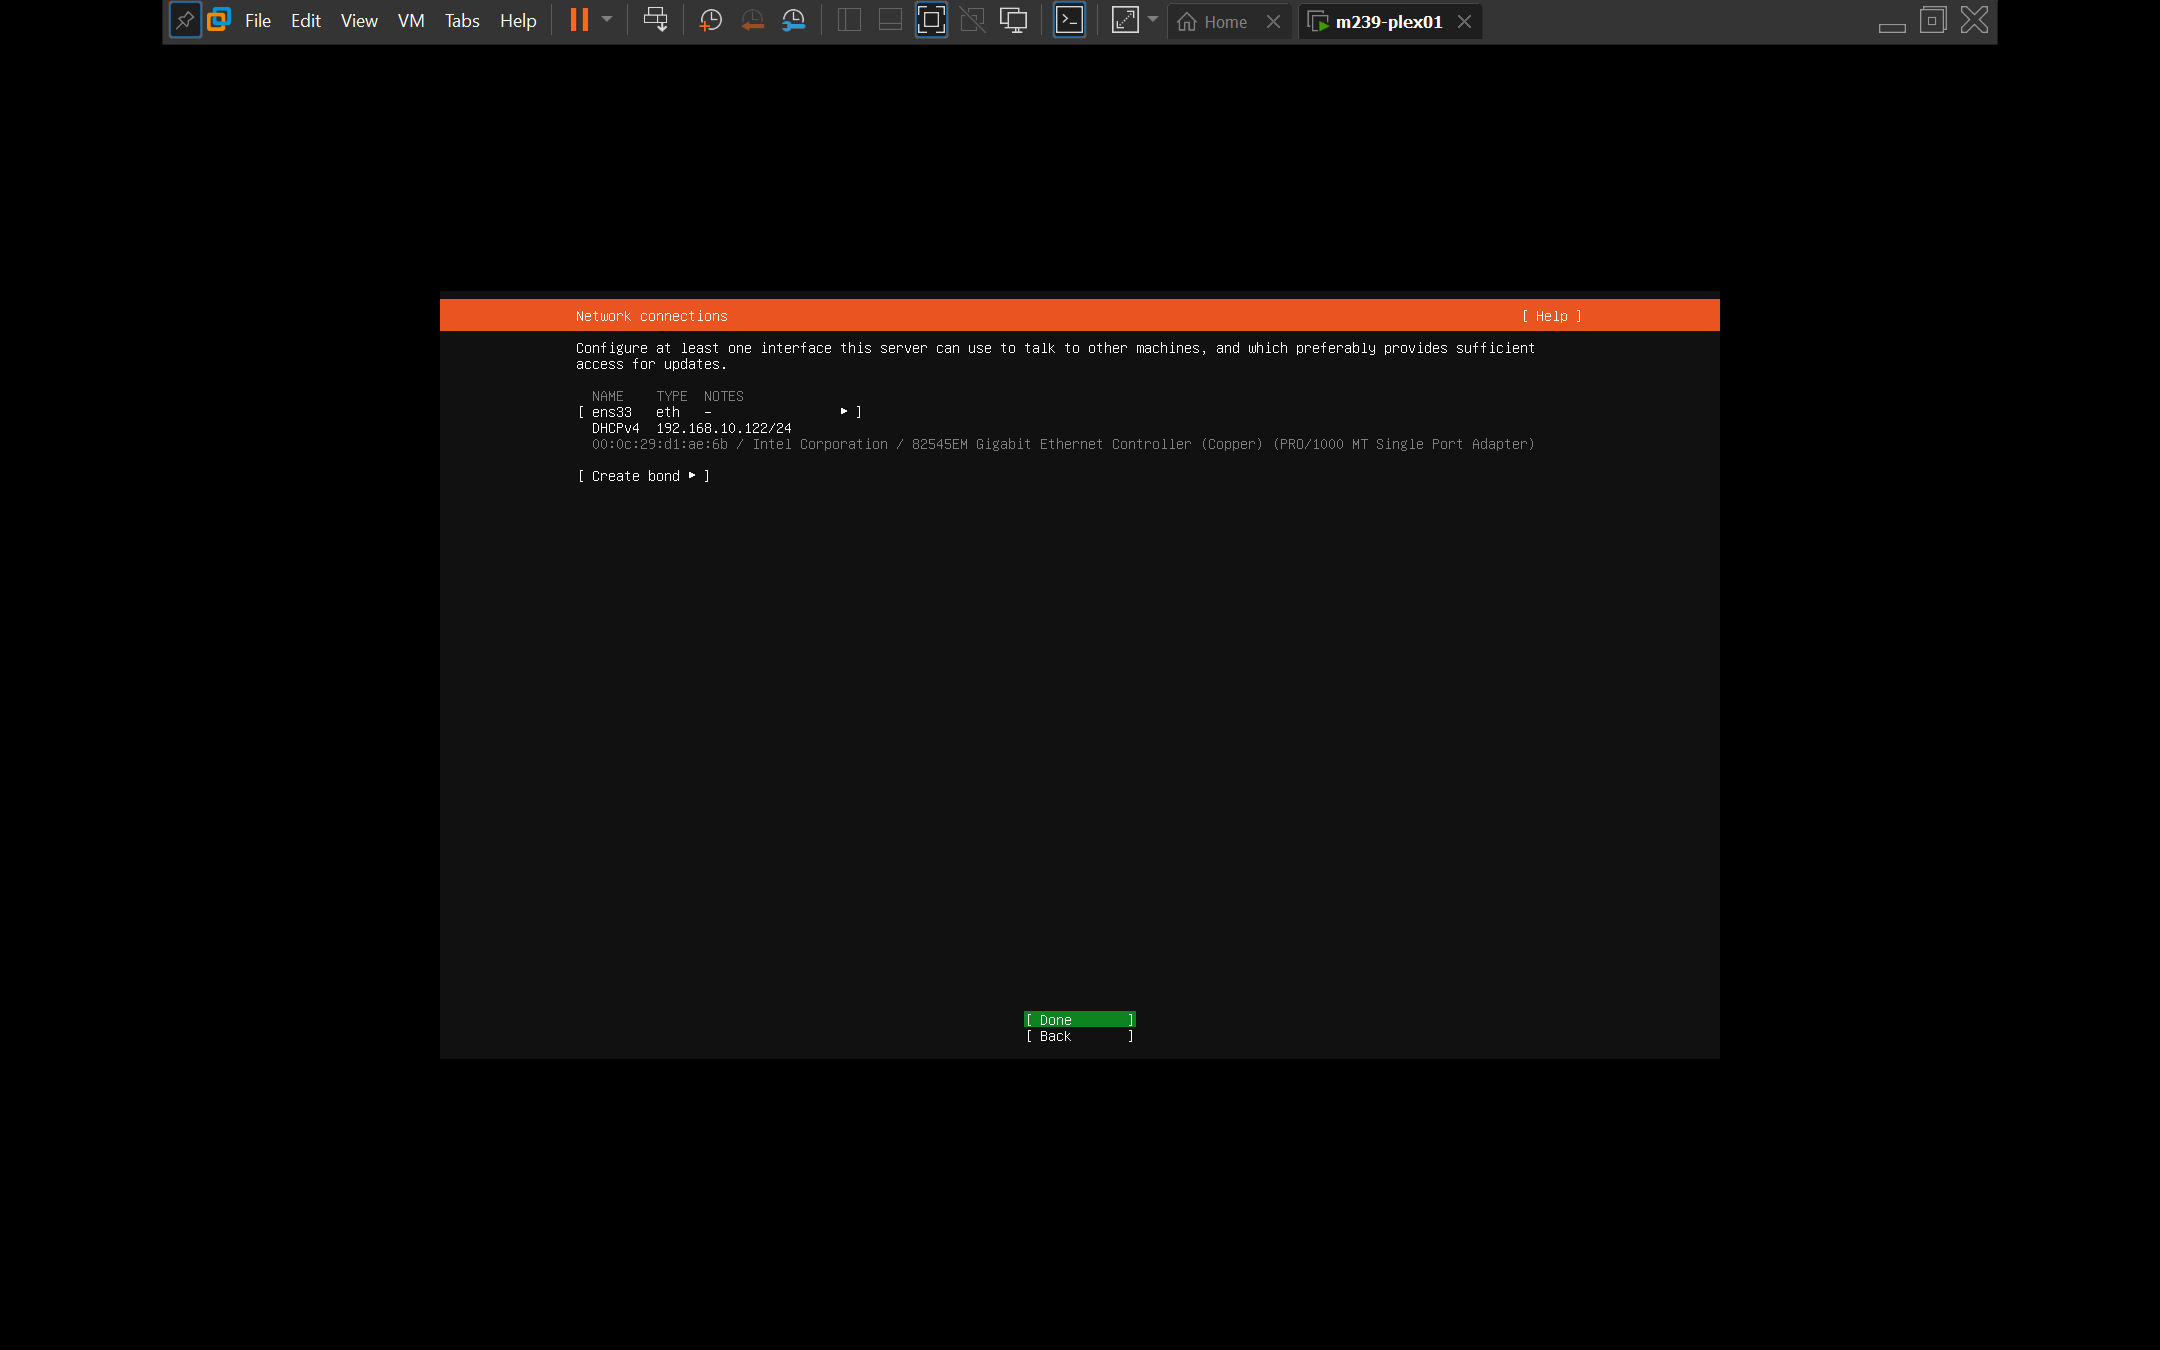 File Edit View VM Tabs Help Home m239-plex01
Network connections [ Help ]
Configure at least one interface this server can use to talk to other machines, and which preferably provides sufficient
access for updates.
NAME TYPE NOTES
[ ens33 eth - ▸ ]
DHCPv4 192.168.10.122/24
00:0c:29:d1:ae:6b / Intel Corporation / 82545EM Gigabit Ethernet Controller (Copper) (PRO/1000 MT Single Port Adapter)
[ Create bond ▸ ]
[ Done ]
[ Back ]